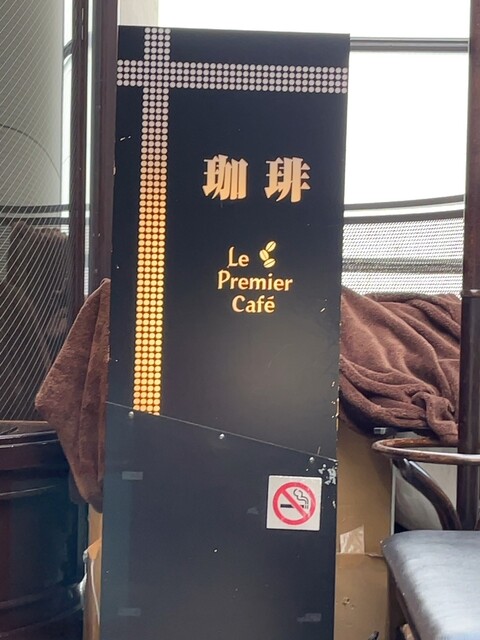 珈琲
Le
Premier
Café